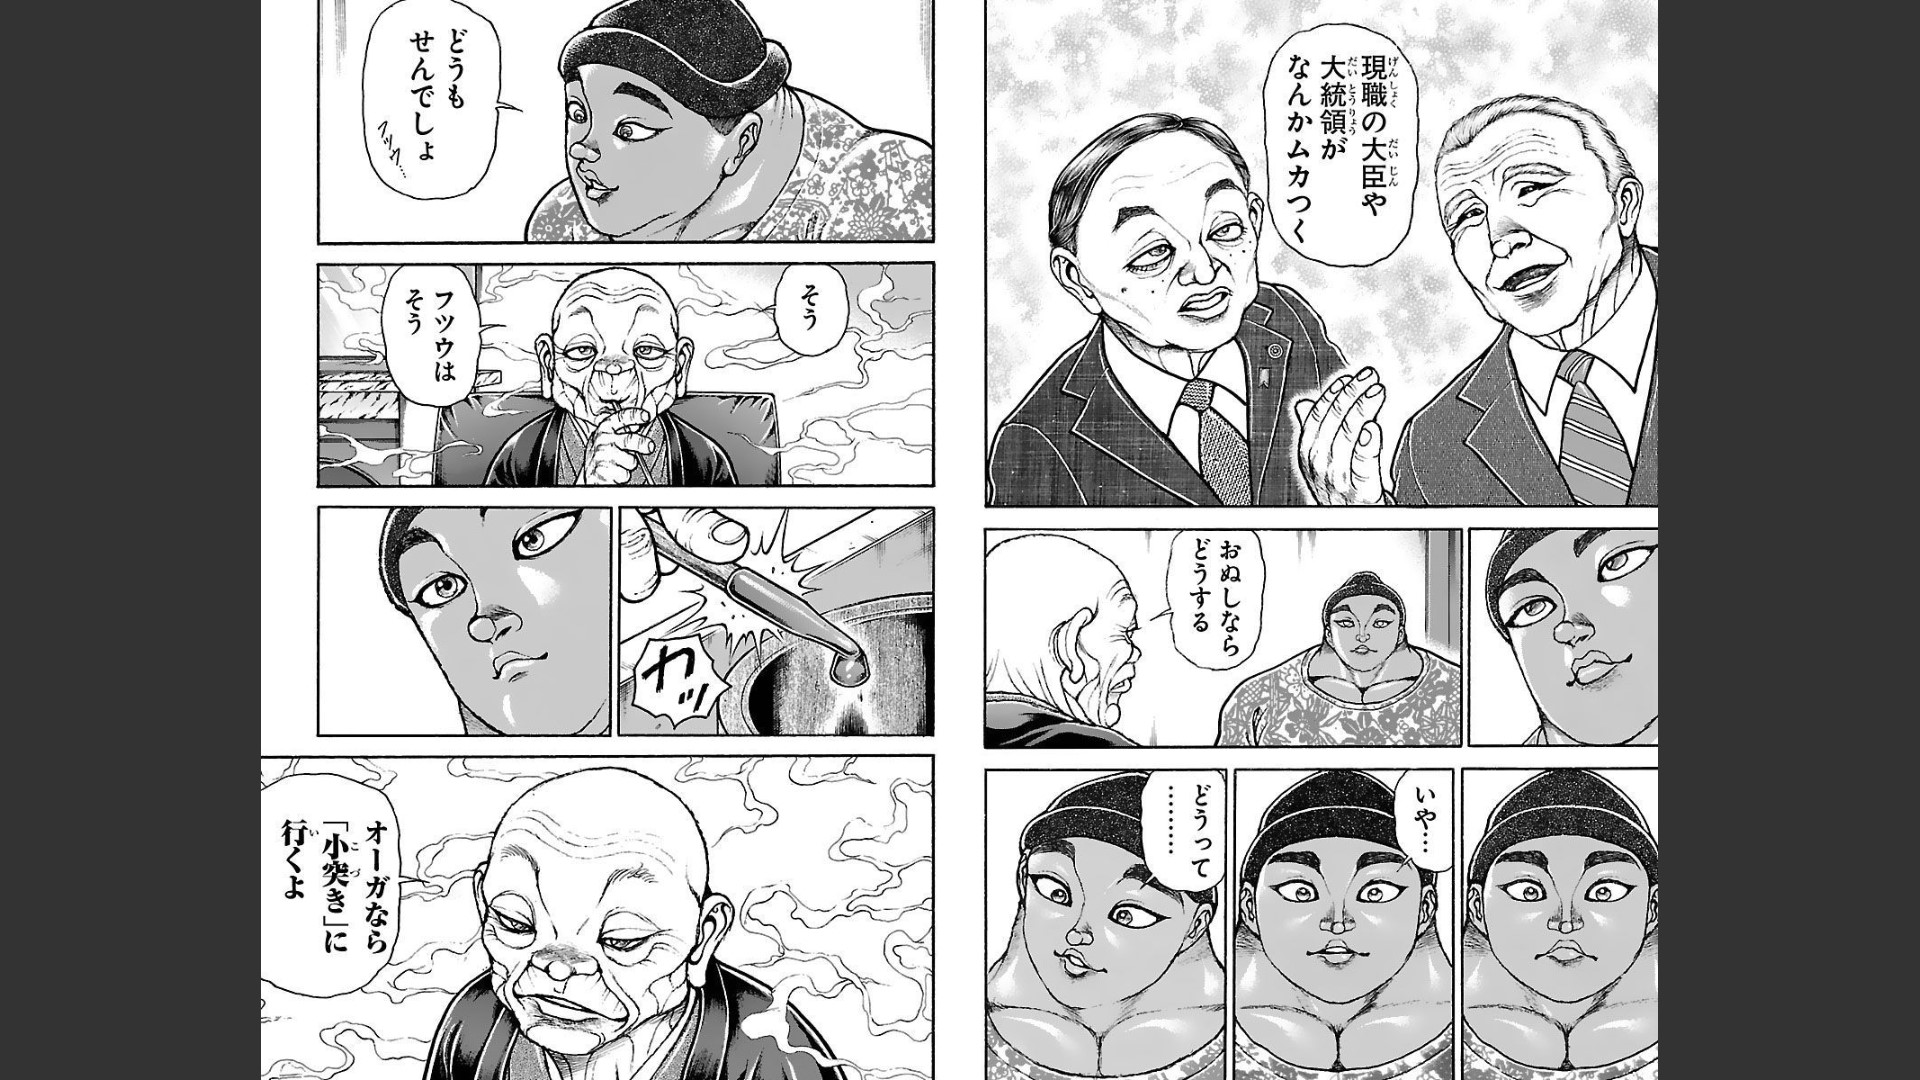 現職の大臣や
大統領が
なんかムカつく
おぬしなら
どうする
いや…
どうって
………
どうも
せんでしょ
フツウ…
そう
フツウは
そう
カッ
オーガなら
「小突き」に
行くよ